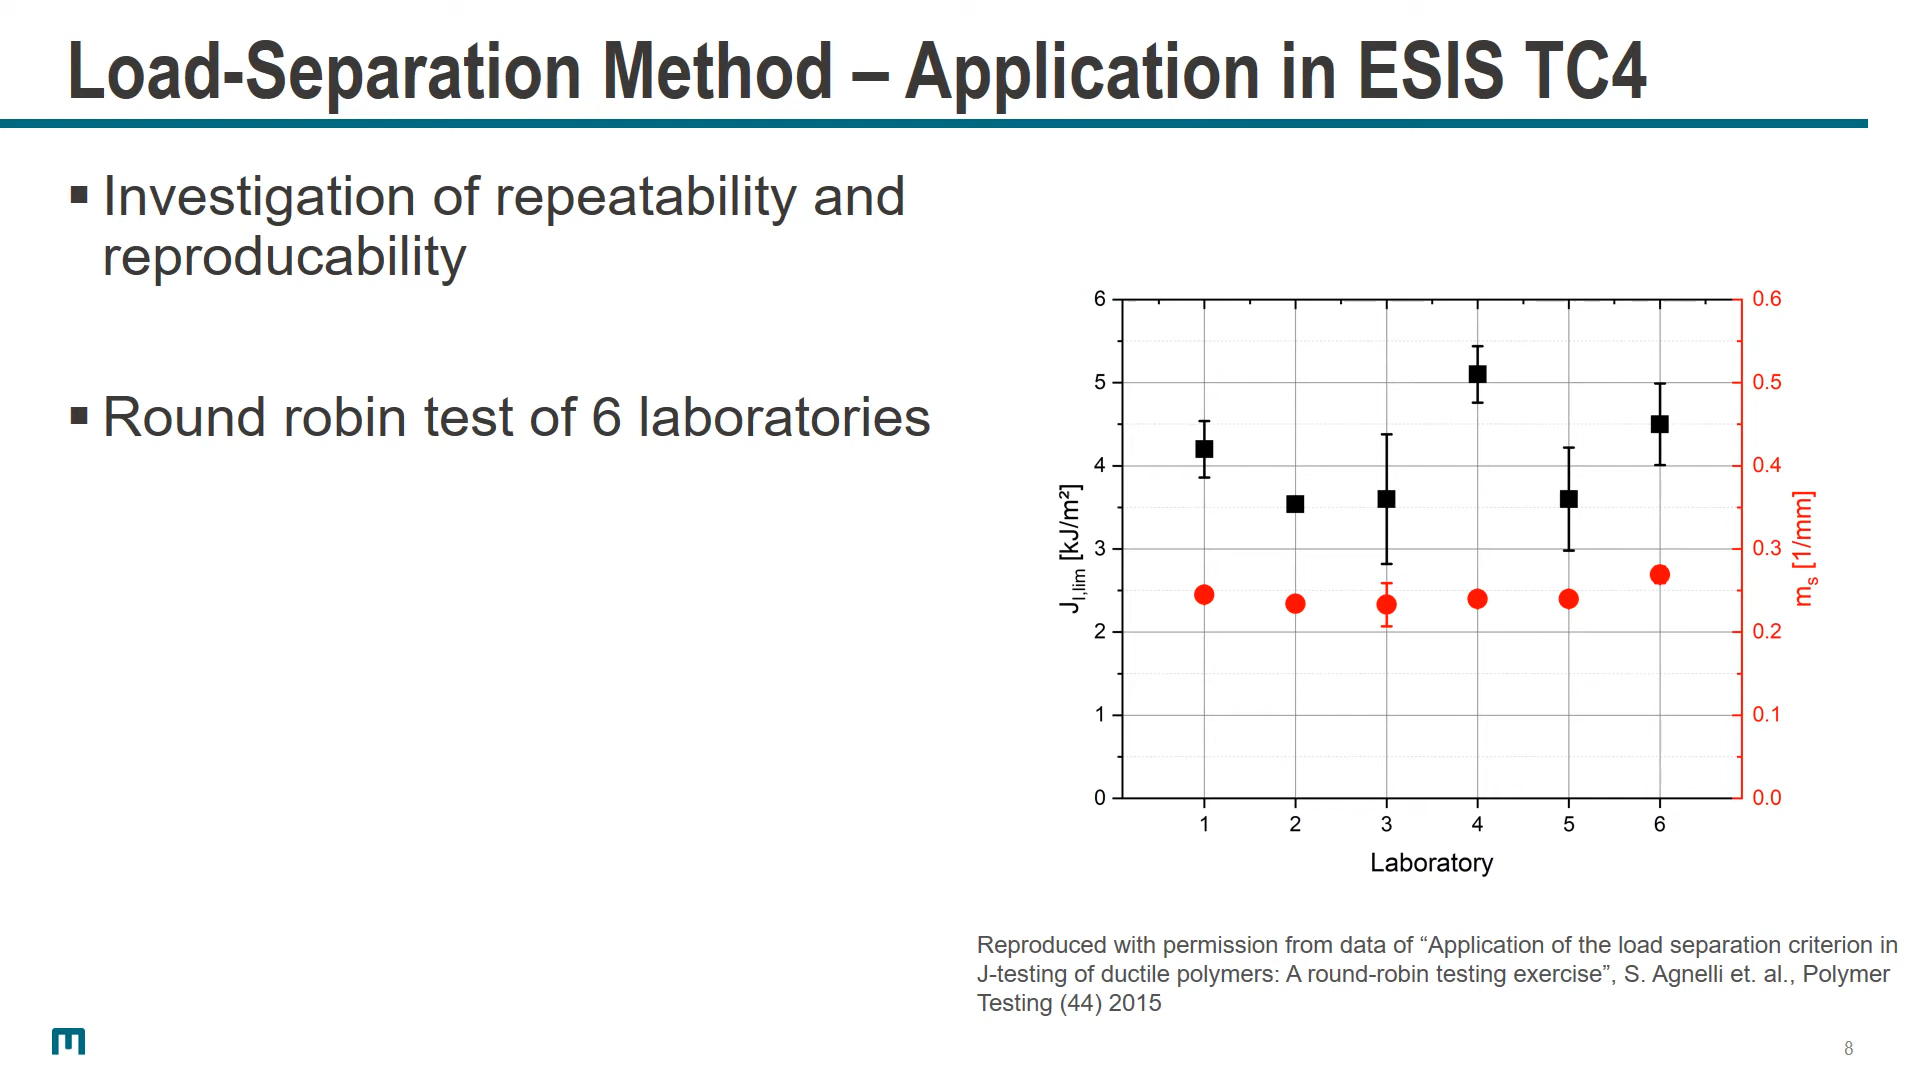 Load-Separation Method – Application in ESIS TC4
▪ Investigation of repeatability and
reproducability
▪ Round robin test of 6 laboratories
6
5
4
3
2
1
0
J_I,lim [kJ/m²]
0.6
0.5
0.4
0.3
0.2
0.1
0.0
m_s [1/mm]
1 2 3 4 5 6
Laboratory
Reproduced with permission from data of “Application of the load separation criterion in
J-testing of ductile polymers: A round-robin testing exercise”, S. Agnelli et. al., Polymer
Testing (44) 2015
8